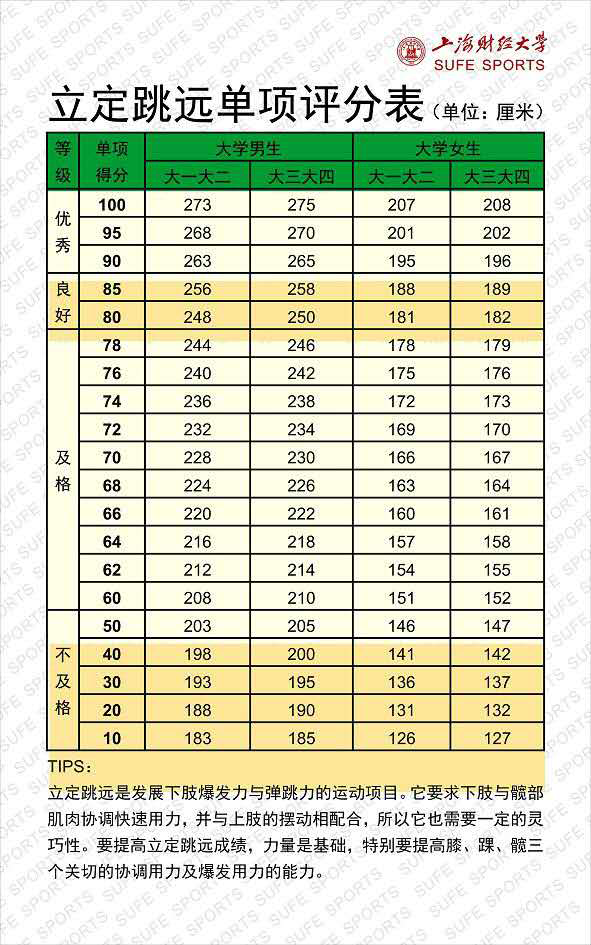 上海财经大学
SUFE SPORTS
立定跳远单项评分表(单位：厘米)
等级 单项得分 大学男生 大学女生
大一大二 大三大四 大一大二 大三大四
优秀 100 273 275 207 208
95 268 270 201 202
90 263 265 195 196
良好 85 256 258 188 189
80 248 250 181 182
及格 78 244 246 178 179
76 240 242 175 176
74 236 238 172 173
72 232 234 169 170
70 228 230 166 167
68 224 226 163 164
66 220 222 160 161
64 216 218 157 158
62 212 214 154 155
60 208 210 151 152
不及格 50 203 205 146 147
40 198 200 141 142
30 193 195 136 137
20 188 190 131 132
10 183 185 126 127
TIPS：
立定跳远是发展下肢爆发力与弹跳力的运动项目。它要求下肢与髋部
肌肉协调快速用力，并与上肢的摆动相配合，所以它也需要一定的灵
巧性。要提高立定跳远成绩，力量是基础，特别要提高膝、踝、髋三
个关切的协调用力及爆发用力的能力。